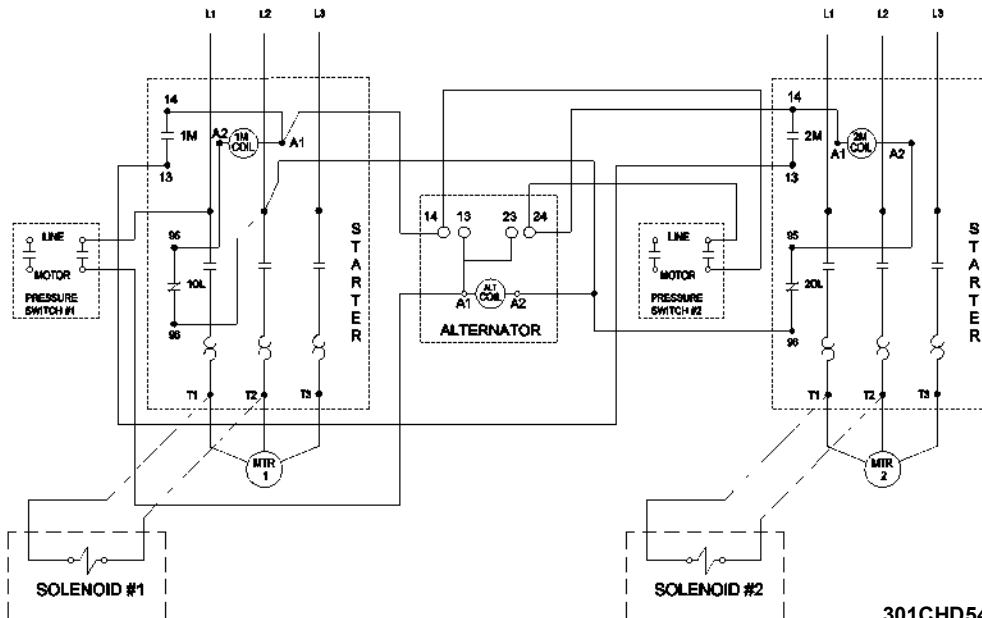 L1 L2 L3
L1 L2 L3
14
1M
A2
1M COIL
A1
13
14
2M
A1
2M COIL
A2
13
14 13 23 24
LINE
MOTOR
PRESSURE
SWITCH #1
95
1OL
96
STARTER
A1
ALT COIL
A2
ALTERNATOR
LINE
MOTOR
PRESSURE
SWITCH #2
95
2OL
96
STARTER
T1 T2 T3
T1 T2 T3
MTR
1
MTR
2
SOLENOID #1
SOLENOID #2
301CHD54